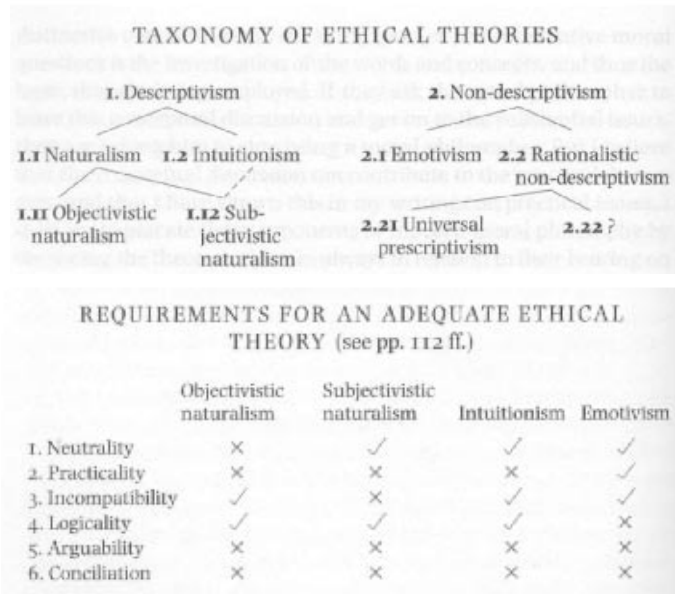 TAXONOMY OF ETHICAL THEORIES
1. Descriptivism 2. Non-descriptivism
1.1 Naturalism 1.2 Intuitionism 2.1 Emotivism 2.2 Rationalistic
non-descriptivism
1.11 Objectivistic 1.12 Sub- 2.21 Universal 2.22 ?
naturalism jectivistic prescriptivism
naturalism
REQUIREMENTS FOR AN ADEQUATE ETHICAL
THEORY (see pp. 112 ff.)
Objectivistic Subjectivistic
naturalism naturalism Intuitionism Emotivism
1. Neutrality × ✓ ✓ ✓
2. Practicality × × × ✓
3. Incompatibility ✓ × ✓ ✓
4. Logicality ✓ ✓ ✓ ×
5. Arguability × × × ×
6. Conciliation × × × ×